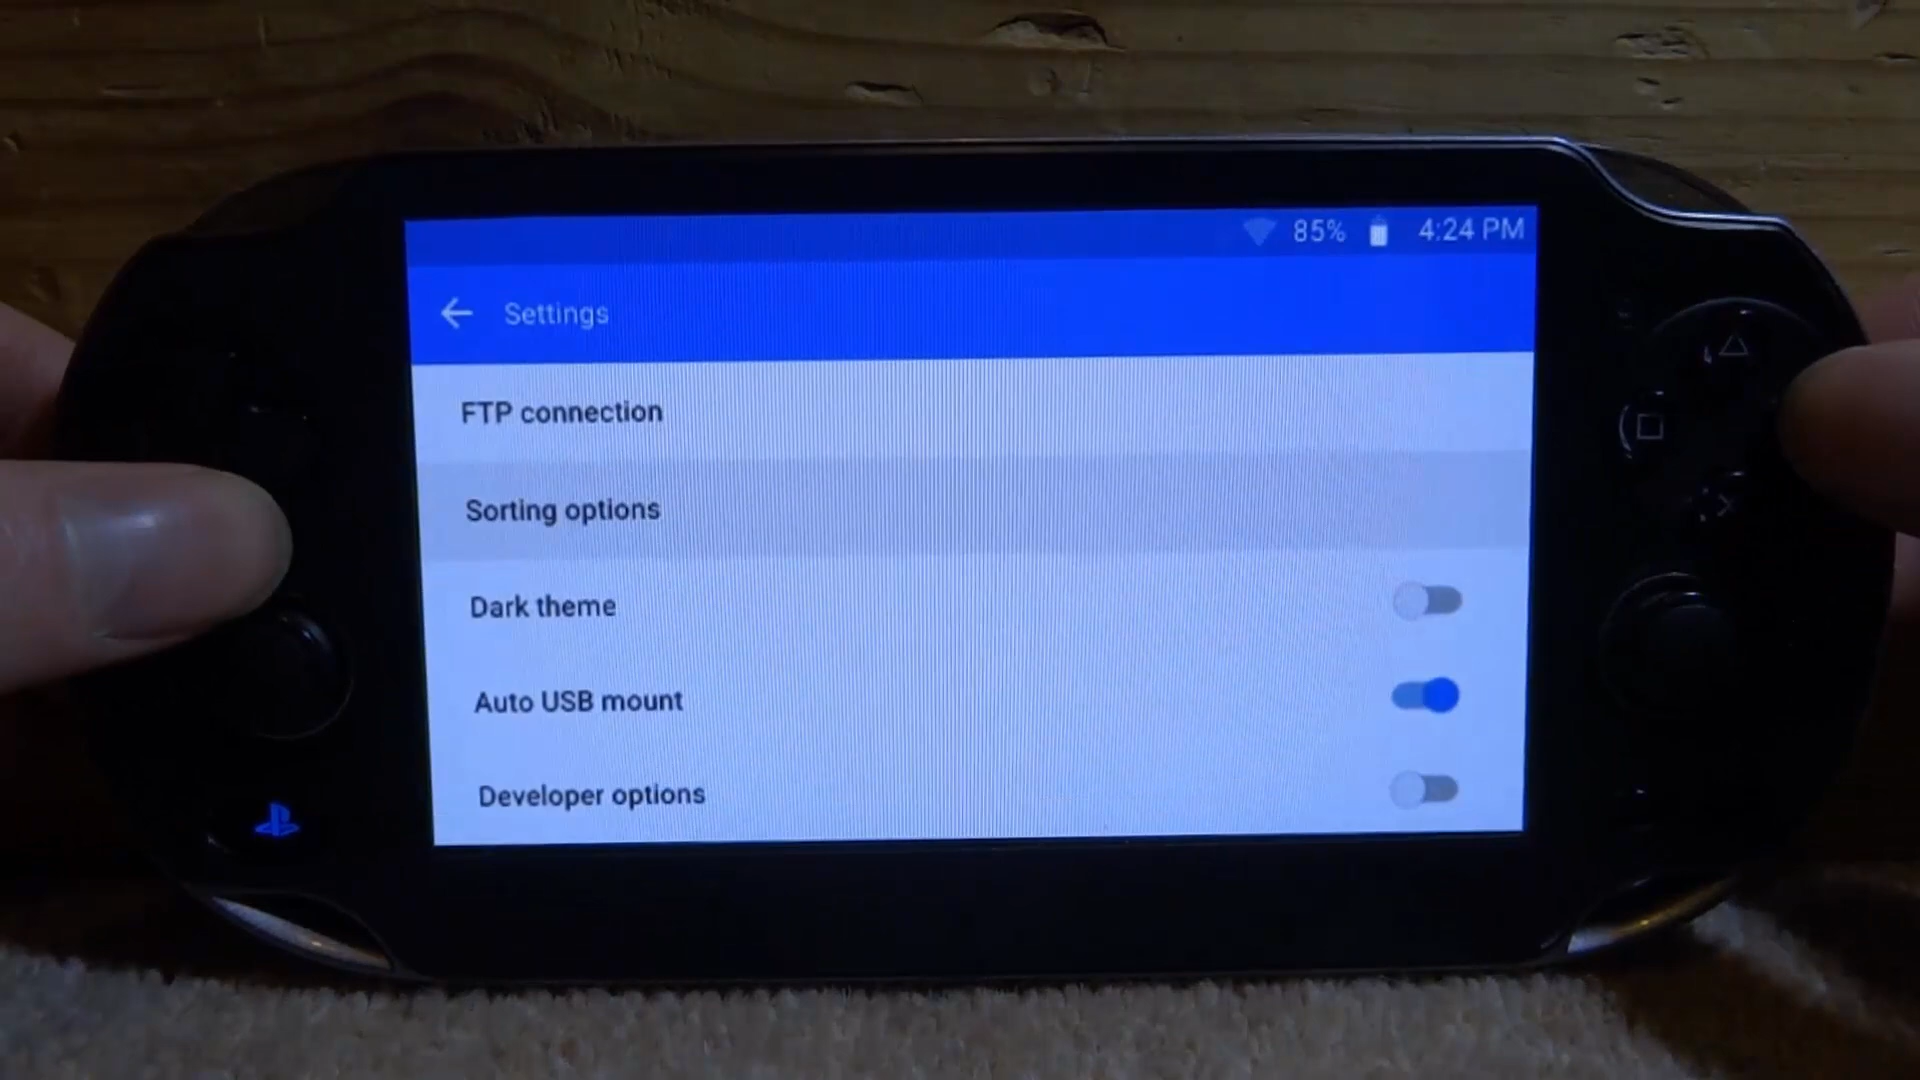 85% 4:24 PM
Settings
FTP connection
Sorting options
Dark theme
Auto USB mount
Developer options